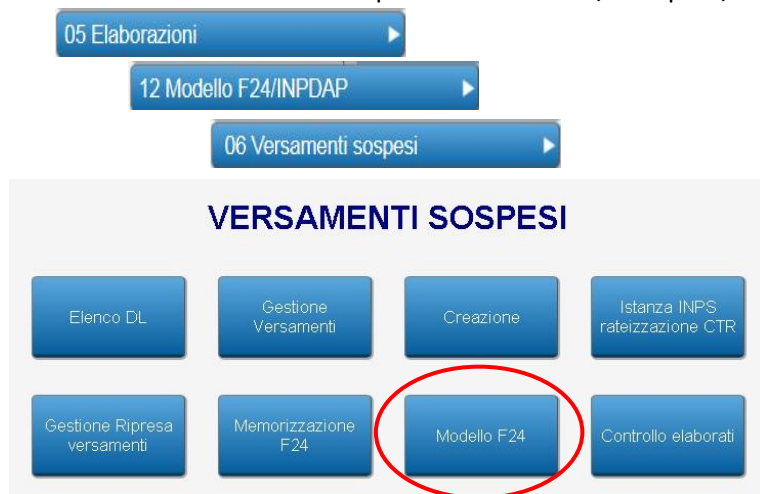 05 Elaborazioni
12 Modello F24/INPDAP
06 Versamenti sospesi
VERSAMENTI SOSPESI
Elenco DL
Gestione
Versamenti
Creazione
Istanza INPS
rateizzazione CTR
Gestione Ripresa
versamenti
Memorizzazione
F24
Modello F24
Controllo elaborati